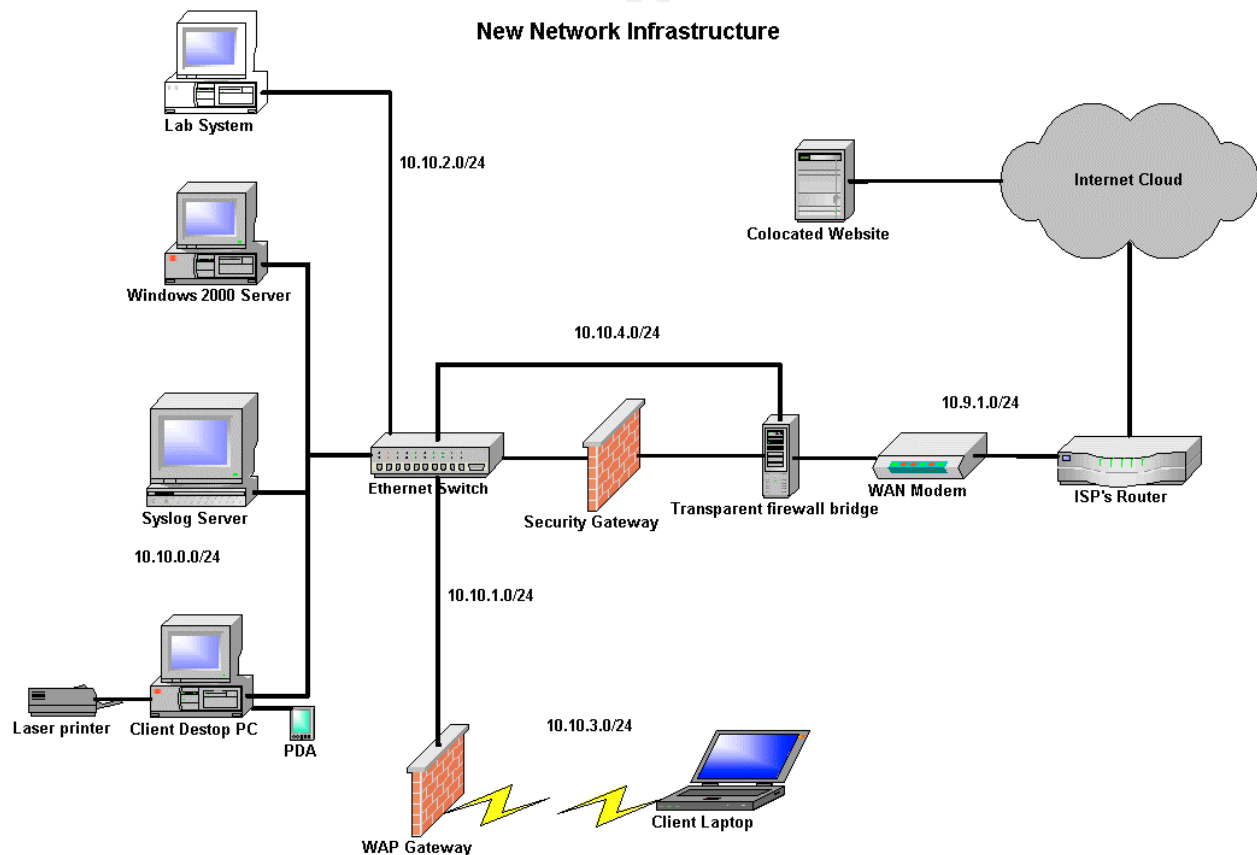 New Network Infrastructure
Lab System
10.10.2.0/24
Internet Cloud
Colocated Website
Windows 2000 Server
10.10.4.0/24
10.9.1.0/24
Ethernet Switch
WAN Modem
ISP's Router
Security Gateway
Transparent firewall bridge
Syslog Server
10.10.0.0/24
10.10.1.0/24
Laser printer
Client Destop PC
PDA
10.10.3.0/24
Client Laptop
WAP Gateway